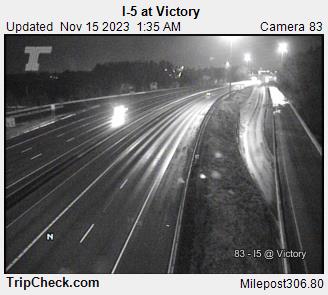 I-5 at Victory
Updated Nov 15 2023 1:35 AM Camera 83
T
N
83 - I5 @ Victory
TripCheck.com Milepost306.80